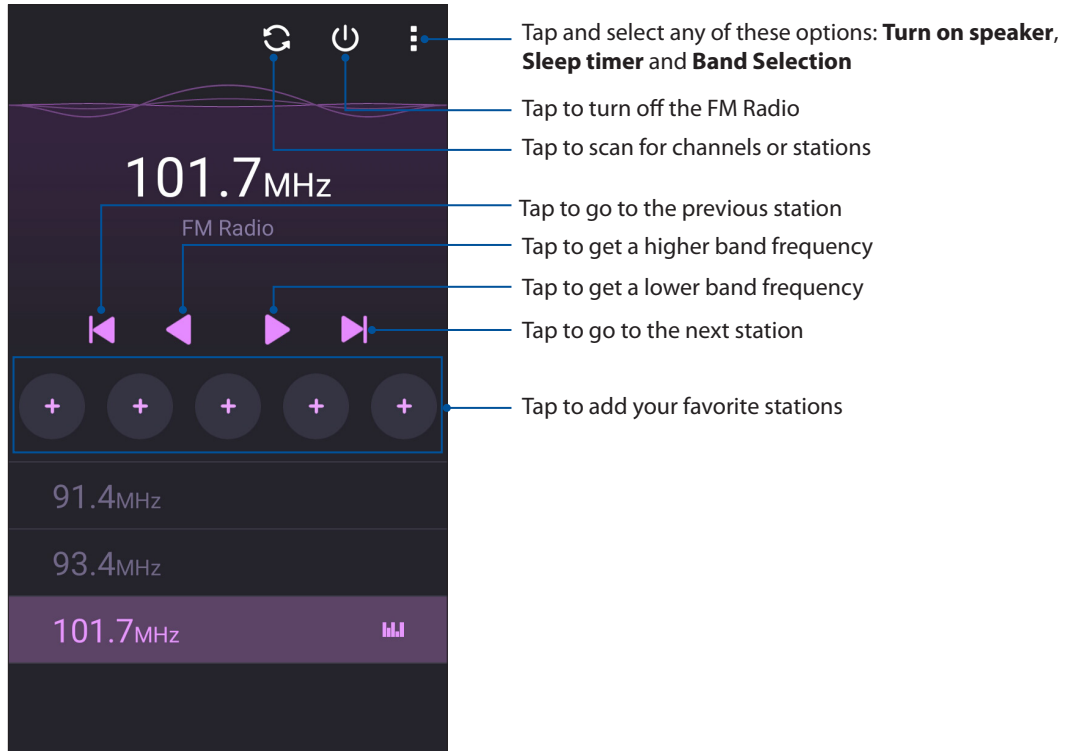 Tap and select any of these options: Turn on speaker,
Sleep timer and Band Selection
Tap to turn off the FM Radio
Tap to scan for channels or stations
101.7MHz
FM Radio
Tap to go to the previous station
Tap to get a higher band frequency
Tap to get a lower band frequency
Tap to go to the next station
Tap to add your favorite stations
91.4MHz
93.4MHz
101.7MHz